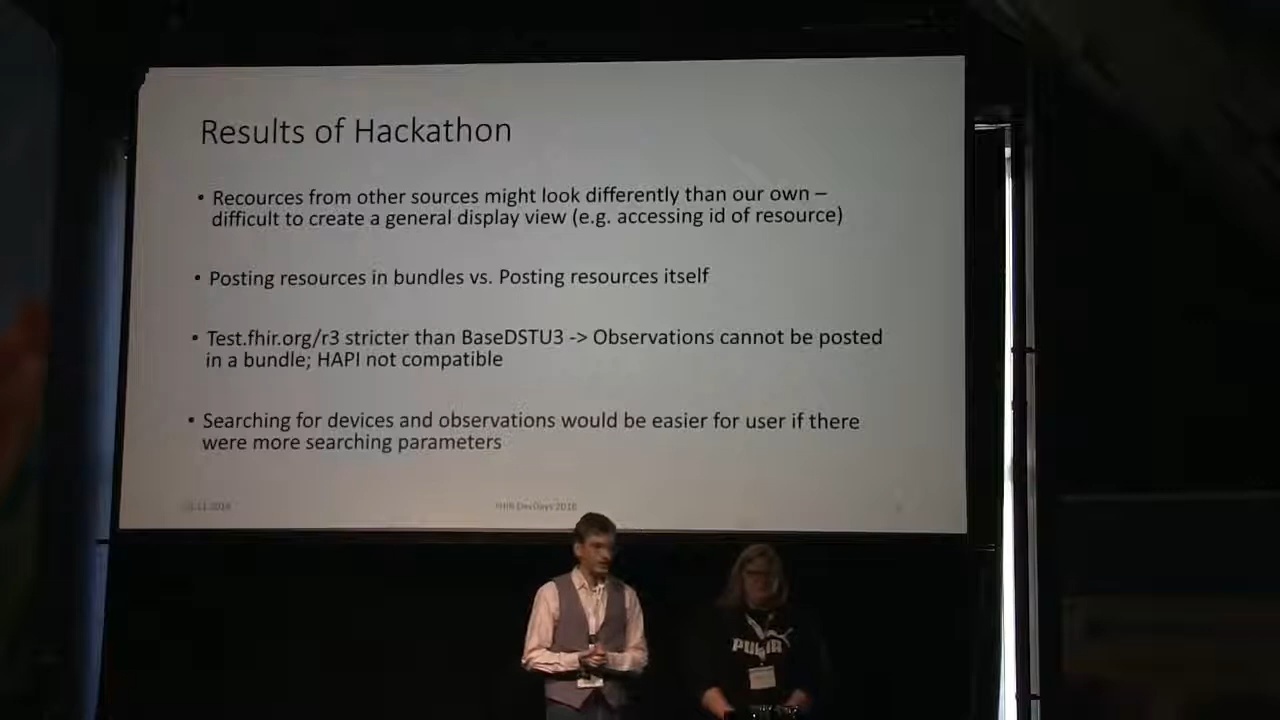 Results of Hackathon
• Recources from other sources might look differently than our own –
difficult to create a general display view (e.g. accessing id of resource)
• Posting resources in bundles vs. Posting resources itself
• Test.fhir.org/r3 stricter than BaseDSTU3 -> Observations cannot be posted
in a bundle; HAPI not compatible
• Searching for devices and observations would be easier for user if there
were more searching parameters
FHIR DevDays 2018